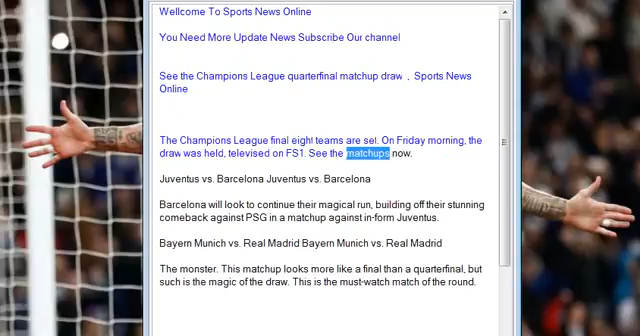 Wellcome To Sports News Online
You Need More Update News Subscribe Our channel
See the Champions League quarterfinal matchup draw , Sports News
Online
The Champions League final eight teams are set. On Friday morning, the
draw was held, televised on FS1. See the matchups now.
Juventus vs. Barcelona Juventus vs. Barcelona
Barcelona will look to continue their magical run, building off their stunning
comeback against PSG in a matchup against in-form Juventus.
Bayern Munich vs. Real Madrid Bayern Munich vs. Real Madrid
The monster. This matchup looks more like a final than a quarterfinal, but
such is the magic of the draw. This is the must-watch match of the round.